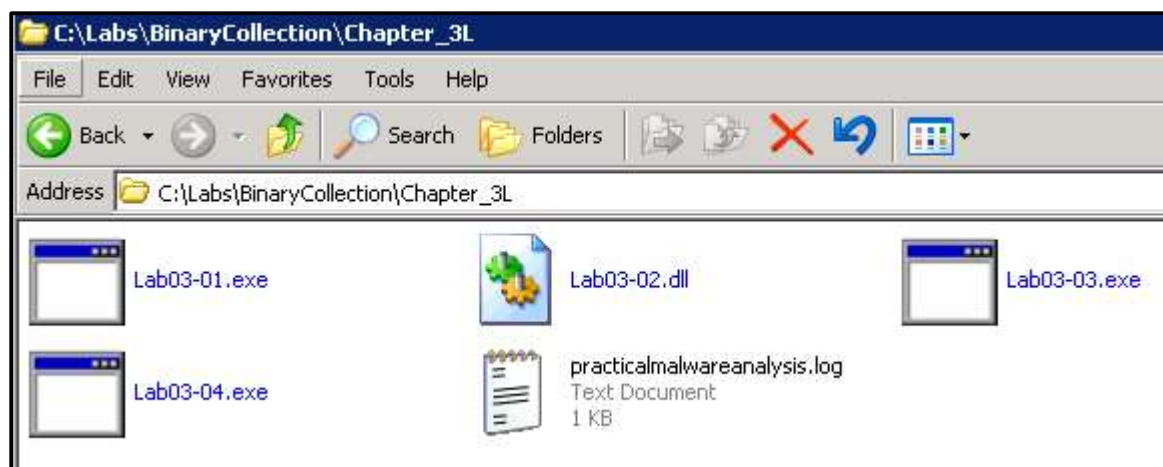 C:\Labs\BinaryCollection\Chapter_3L
File Edit View Favorites Tools Help
Back Search Folders
Address C:\Labs\BinaryCollection\Chapter_3L
Lab03-01.exe Lab03-02.dll Lab03-03.exe
Lab03-04.exe
practicalmalwareanalysis.log
Text Document
1 KB